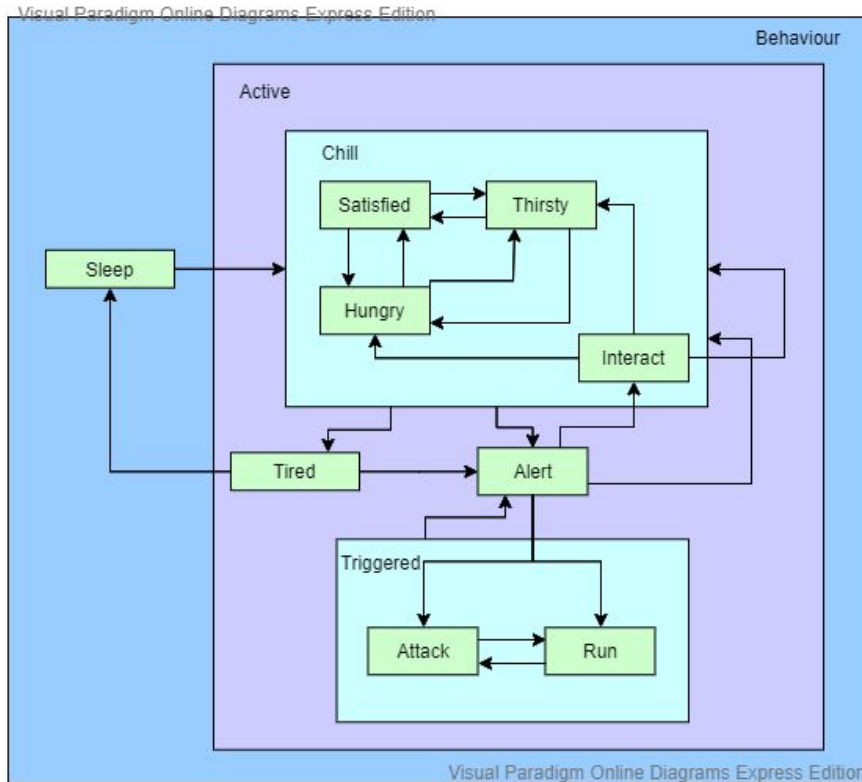 Visual Paradigm Online Diagrams Express Edition
Behaviour
Active
Chill
Satisfied
Thirsty
Sleep
Hungry
Interact
Tired
Alert
Triggered
Attack
Run
Visual Paradigm Online Diagrams Express Edition